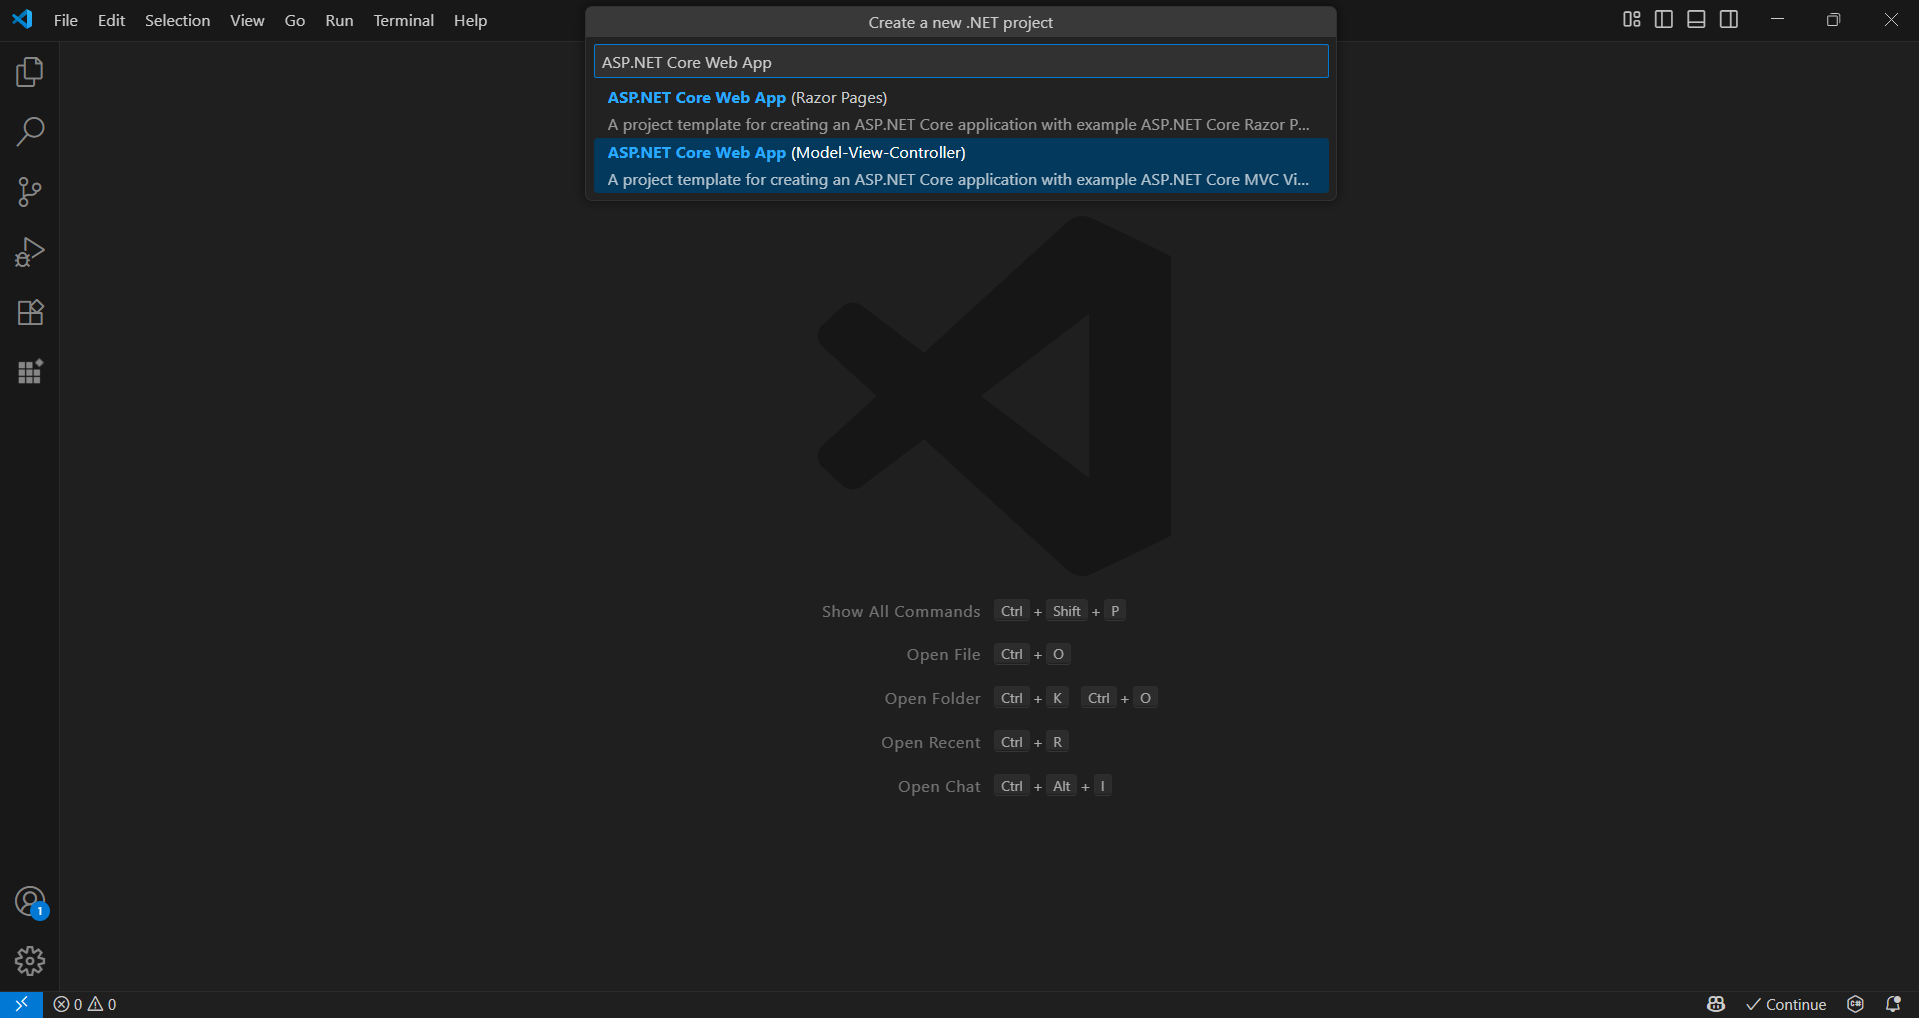 File Edit Selection View Go Run Terminal Help
Create a new .NET project
ASP.NET Core Web App
ASP.NET Core Web App (Razor Pages)
A project template for creating an ASP.NET Core application with example ASP.NET Core Razor P...
ASP.NET Core Web App (Model-View-Controller)
A project template for creating an ASP.NET Core application with example ASP.NET Core MVC Vi...
Show All Commands Ctrl + Shift + P
Open File Ctrl + O
Open Folder Ctrl + K Ctrl + O
Open Recent Ctrl + R
Open Chat Ctrl + Alt + I
1
0 0 Continue